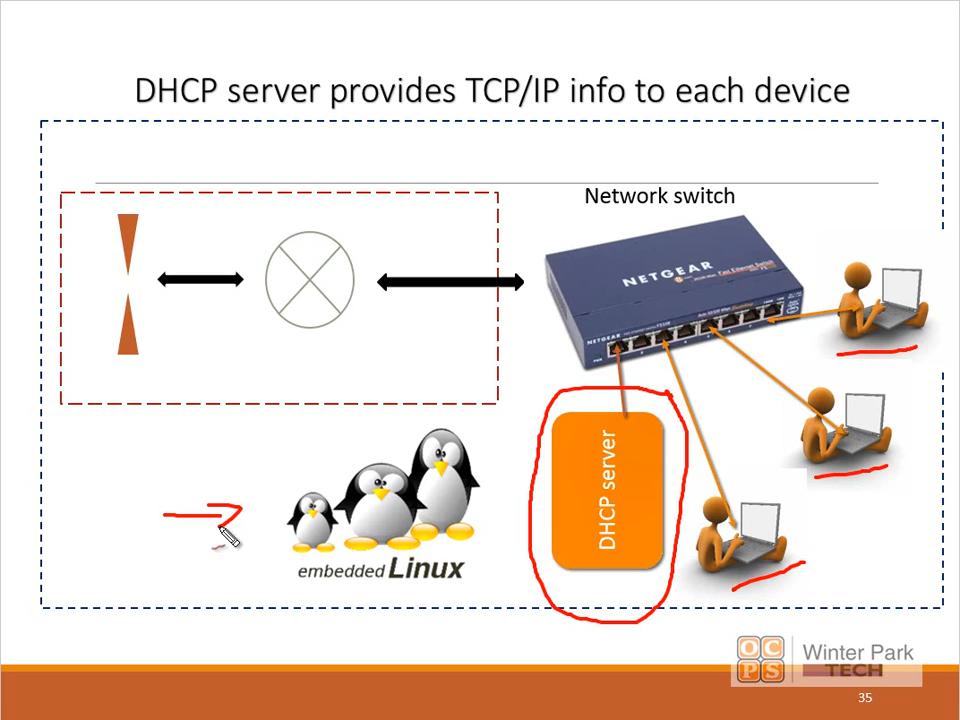 DHCP server provides TCP/IP info to each device
Network switch
NETGEAR
NETGEAR
DHCP server
embedded Linux
OC
PS
Winter Park
TECH
35